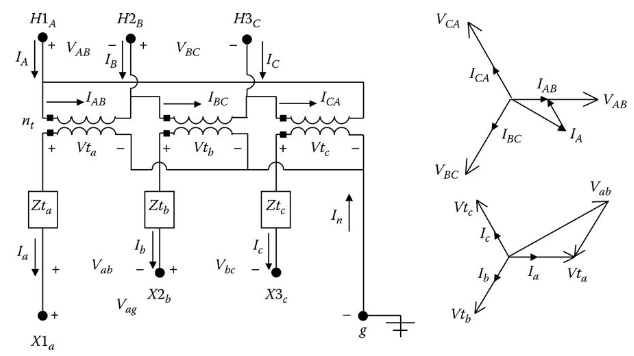 H1A H2B H3C
+ VAB − + VBC −
IA IB IC
IAB IBC ICA
nt
+ Vta − + Vtb − + Vtc −
Zta Ztb Ztc
In
Ia Ib Ic
+ Vab − + Vbc −
X2b X3c
Vag
+ − g
X1a
VCA
ICA IAB VAB
IBC IA
VBC
Vtc Vab
Ic
Ib Ia Vta
Vtb